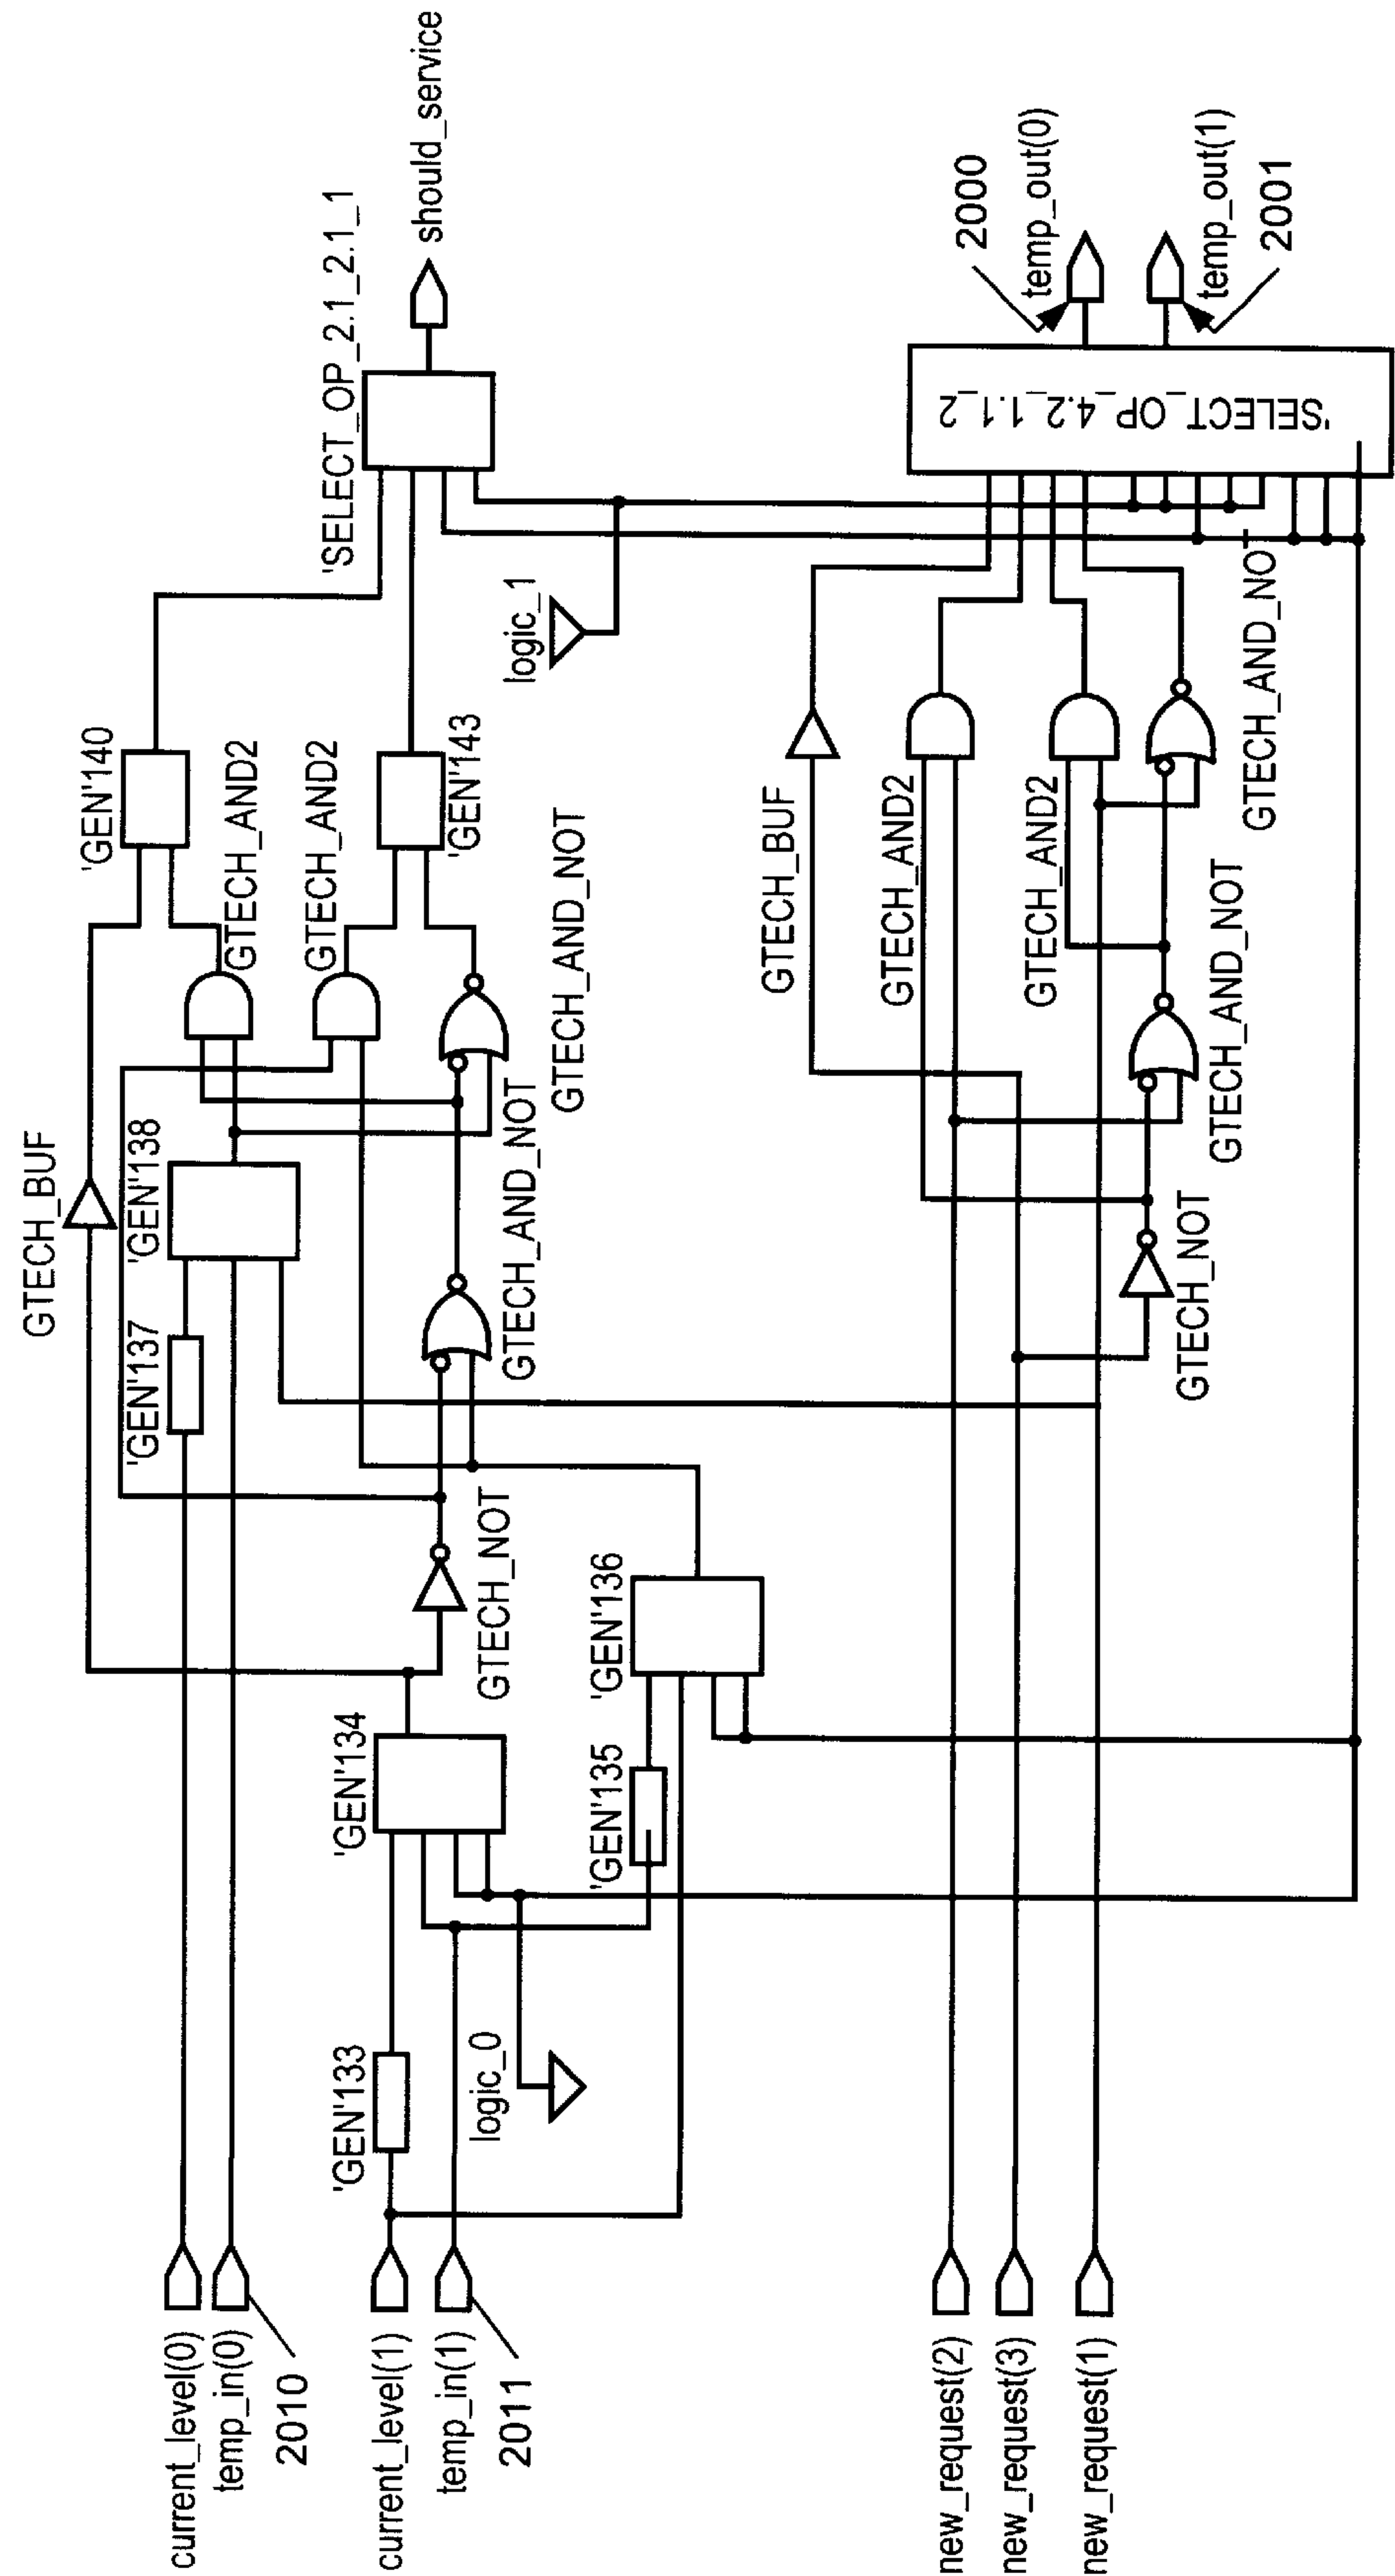 current_level(0)
temp_in(0)
2010
current_level(1)
temp_in(1)
2011
new_request(2)
new_request(3)
new_request(1)
'GEN'133
logic_0
'GEN'134
'GEN'135
'GEN'136
GTECH_NOT
'GEN'137
GTECH_BUF
'GEN'138
GTECH_AND_NOT
GTECH_AND_NOT
'GEN'140
GTECH_AND2
GTECH_AND2
'GEN'143
'SELECT_OP_2.1_2.1_1
should_service
logic_1
GTECH_NOT
GTECH_AND_NOT
GTECH_BUF
GTECH_AND2
GTECH_AND2
GTECH_AND_NOT
'SELECT_OP_4.2_1.1_2
2000
temp_out(0)
temp_out(1)
2001